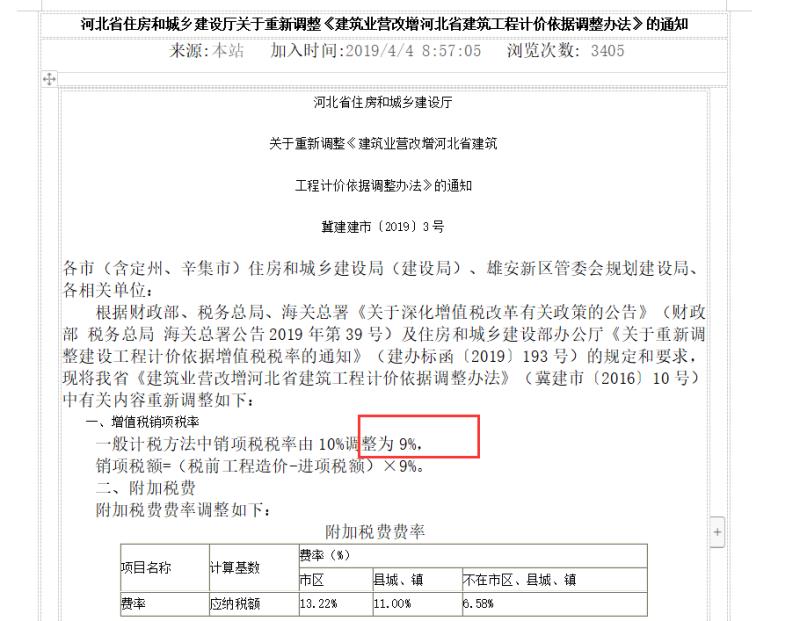 河北省住房和城乡建设厅关于重新调整《建筑业营改增河北省建筑工程计价依据调整办法》的通知
来源:本站 加入时间:2019/4/4 8:57:05 浏览次数: 3405
河北省住房和城乡建设厅
关于重新调整《建筑业营改增河北省建筑
工程计价依据调整办法》的通知
冀建建市〔2019〕3号
各市（含定州、辛集市）住房和城乡建设局（建设局）、雄安新区管委会规划建设局、
各相关单位：
根据财政部、税务总局、海关总署《关于深化增值税改革有关政策的公告》（财政
部 税务总局 海关总署公告2019年第39号）及住房和城乡建设部办公厅《关于重新调
整建设工程计价依据增值税税率的通知》（建办标函〔2019〕193号）的规定和要求，
现将我省《建筑业营改增河北省建筑工程计价依据调整办法》（冀建市〔2016〕10号）
中有关内容重新调整如下：
一、增值税销项税率
一般计税方法中销项税税率由10%调整为9%，
销项税额=（税前工程造价-进项税额）×9%。
二、附加税费
附加税费费率调整如下：
附加税费费率
项目名称 计算基数 费率（%）
市区 县城、镇 不在市区、县城、镇
费率 应纳税额 13.22% 11.00% 6.58%